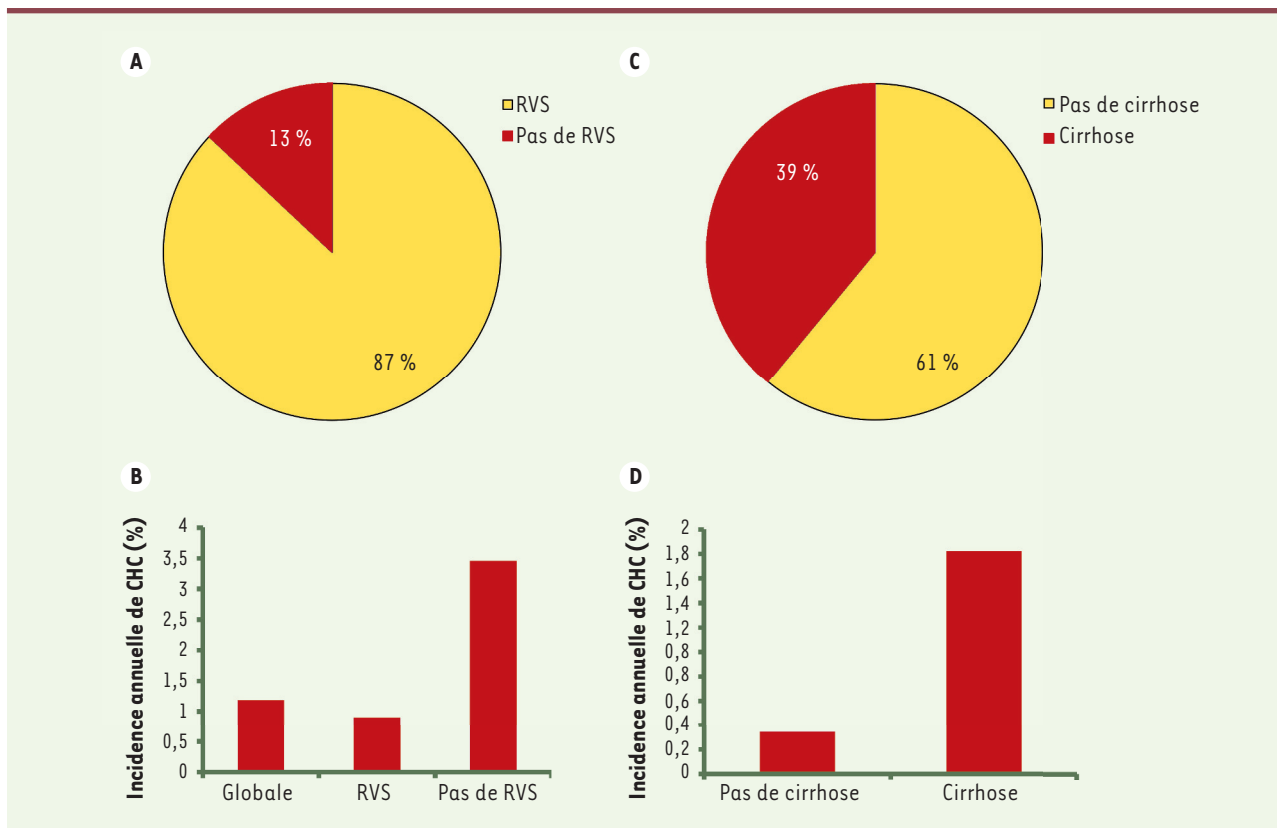 A
RVS
Pas de RVS
13 %
87 %
C
Pas de cirrhose
Cirrhose
39 %
61 %
B
Incidence annuelle de CHC (%)
4
3,5
3
2,5
2
1,5
1
0,5
0
Globale
RVS
Pas de RVS
D
Incidence annuelle de CHC (%)
2
1,8
1,6
1,4
1,2
0,8
0,8
0,6
0,4
0,2
0
Pas de cirrhose
Cirrhose